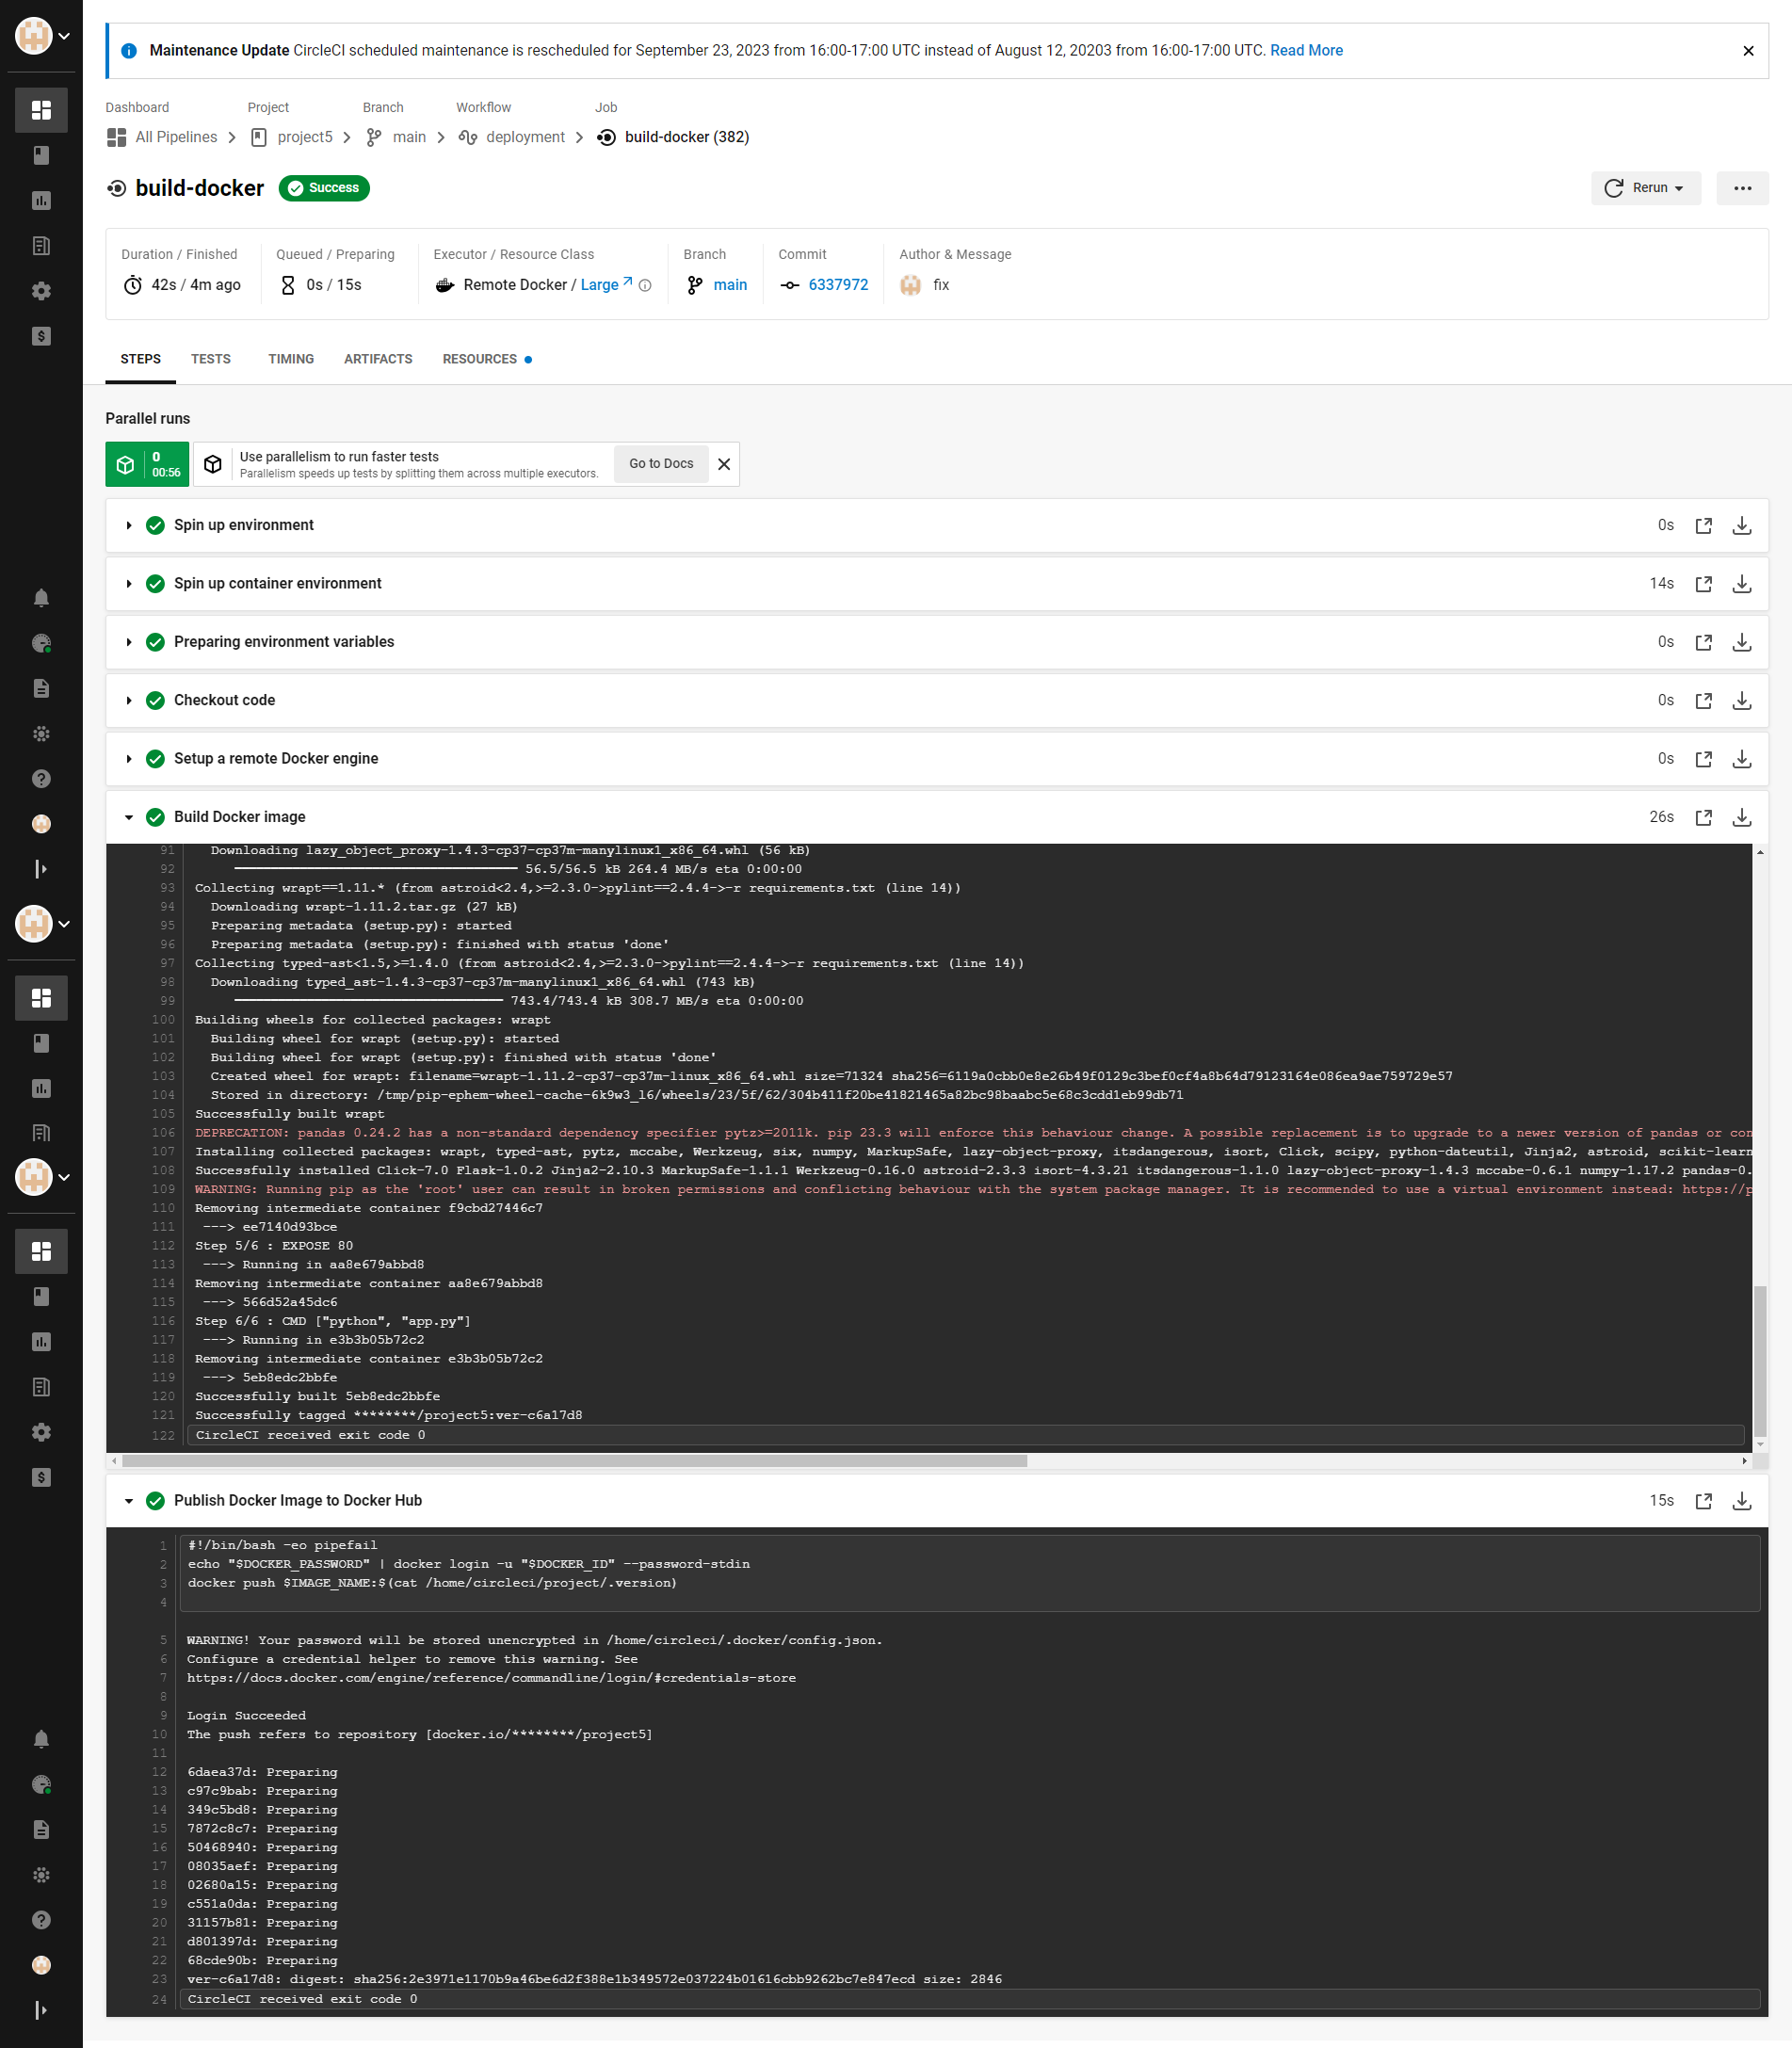 Maintenance Update CircleCI scheduled maintenance is rescheduled for September 23, 2023 from 16:00-17:00 UTC instead of August 12, 20203 from 16:00-17:00 UTC. Read More
Dashboard Project Branch Workflow Job
All Pipelines project5 main deployment build-docker (382)
build-docker Success Rerun
Duration / Finished Queued / Preparing Executor / Resource Class Branch Commit Author & Message
42s / 4m ago 0s / 15s Remote Docker / Large main 6337972 fix
STEPS TESTS TIMING ARTIFACTS RESOURCES
Parallel runs
0
00:56
Use parallelism to run faster tests
Parallelism speeds up tests by splitting them across multiple executors.
Go to Docs
Spin up environment 0s
Spin up container environment 14s
Preparing environment variables 0s
Checkout code 0s
Setup a remote Docker engine 0s
Build Docker image 26s
91 Downloading lazy_object_proxy-1.4.3-cp37-cp37m-manylinux1_x86_64.whl (56 kB)
92 ━━━━━━━━━━━━━━━━━━━━━━━━━━━━━━━━━━━━ 56.5/56.5 kB 264.4 MB/s eta 0:00:00
93 Collecting wrapt==1.11.* (from astroid<2.4,>=2.3.0->pylint==2.4.4->-r requirements.txt (line 14))
94 Downloading wrapt-1.11.2.tar.gz (27 kB)
95 Preparing metadata (setup.py): started
96 Preparing metadata (setup.py): finished with status 'done'
97 Collecting typed-ast<1.5,>=1.4.0 (from astroid<2.4,>=2.3.0->pylint==2.4.4->-r requirements.txt (line 14))
98 Downloading typed_ast-1.4.3-cp37-cp37m-manylinux1_x86_64.whl (743 kB)
99 ━━━━━━━━━━━━━━━━━━━━━━━━━━━━━━━━━━ 743.4/743.4 kB 308.7 MB/s eta 0:00:00
100 Building wheels for collected packages: wrapt
101 Building wheel for wrapt (setup.py): started
102 Building wheel for wrapt (setup.py): finished with status 'done'
103 Created wheel for wrapt: filename=wrapt-1.11.2-cp37-cp37m-linux_x86_64.whl size=71324 sha256=6119a0cbb0e8e26b49f0129c3bef0cf4a8b64d79123164e086ea9ae759729e57
104 Stored in directory: /tmp/pip-ephem-wheel-cache-6k9w3_l6/wheels/23/5f/62/304b411f20be41821465a82bc98baabc5e68c3cdd1eb99db71
105 Successfully built wrapt
106 DEPRECATION: pandas 0.24.2 has a non-standard dependency specifier pytz>=2011k. pip 23.3 will enforce this behaviour change. A possible replacement is to upgrade to a newer version of pandas or con
107 Installing collected packages: wrapt, typed-ast, pytz, mccabe, Werkzeug, six, numpy, MarkupSafe, lazy-object-proxy, itsdangerous, isort, Click, scipy, python-dateutil, Jinja2, astroid, scikit-learn
108 Successfully installed Click-7.0 Flask-1.0.2 Jinja2-2.10.3 MarkupSafe-1.1.1 Werkzeug-0.16.0 astroid-2.3.3 isort-4.3.21 itsdangerous-1.1.0 lazy-object-proxy-1.4.3 mccabe-0.6.1 numpy-1.17.2 pandas-0.
109 WARNING: Running pip as the 'root' user can result in broken permissions and conflicting behaviour with the system package manager. It is recommended to use a virtual environment instead: https://p
110 Removing intermediate container f9cbd27446c7
111 ---> ee7140d93bce
112 Step 5/6 : EXPOSE 80
113 ---> Running in aa8e679abbd8
114 Removing intermediate container aa8e679abbd8
115 ---> 566d52a45dc6
116 Step 6/6 : CMD ["python", "app.py"]
117 ---> Running in e3b3b05b72c2
118 Removing intermediate container e3b3b05b72c2
119 ---> 5eb8edc2bbfe
120 Successfully built 5eb8edc2bbfe
121 Successfully tagged ********/project5:ver-c6a17d8
122 CircleCI received exit code 0
Publish Docker Image to Docker Hub 15s
1 #!/bin/bash -eo pipefail
2 echo "$DOCKER_PASSWORD" | docker login -u "$DOCKER_ID" --password-stdin
3 docker push $IMAGE_NAME:$(cat /home/circleci/project/.version)
4
5 WARNING! Your password will be stored unencrypted in /home/circleci/.docker/config.json.
6 Configure a credential helper to remove this warning. See
7 https://docs.docker.com/engine/reference/commandline/login/#credentials-store
8
9 Login Succeeded
10 The push refers to repository [docker.io/********/project5]
11
12 6daea37d: Preparing
13 c97c9bab: Preparing
14 349c5bd8: Preparing
15 7872c8c7: Preparing
16 50468940: Preparing
17 08035aef: Preparing
18 02680a15: Preparing
19 c551a0da: Preparing
20 31157b81: Preparing
21 d801397d: Preparing
22 68cde90b: Preparing
23 ver-c6a17d8: digest: sha256:2e3971e1170b9a46be6d2f388e1b349572e037224b01616cbb9262bc7e847ecd size: 2846
24 CircleCI received exit code 0